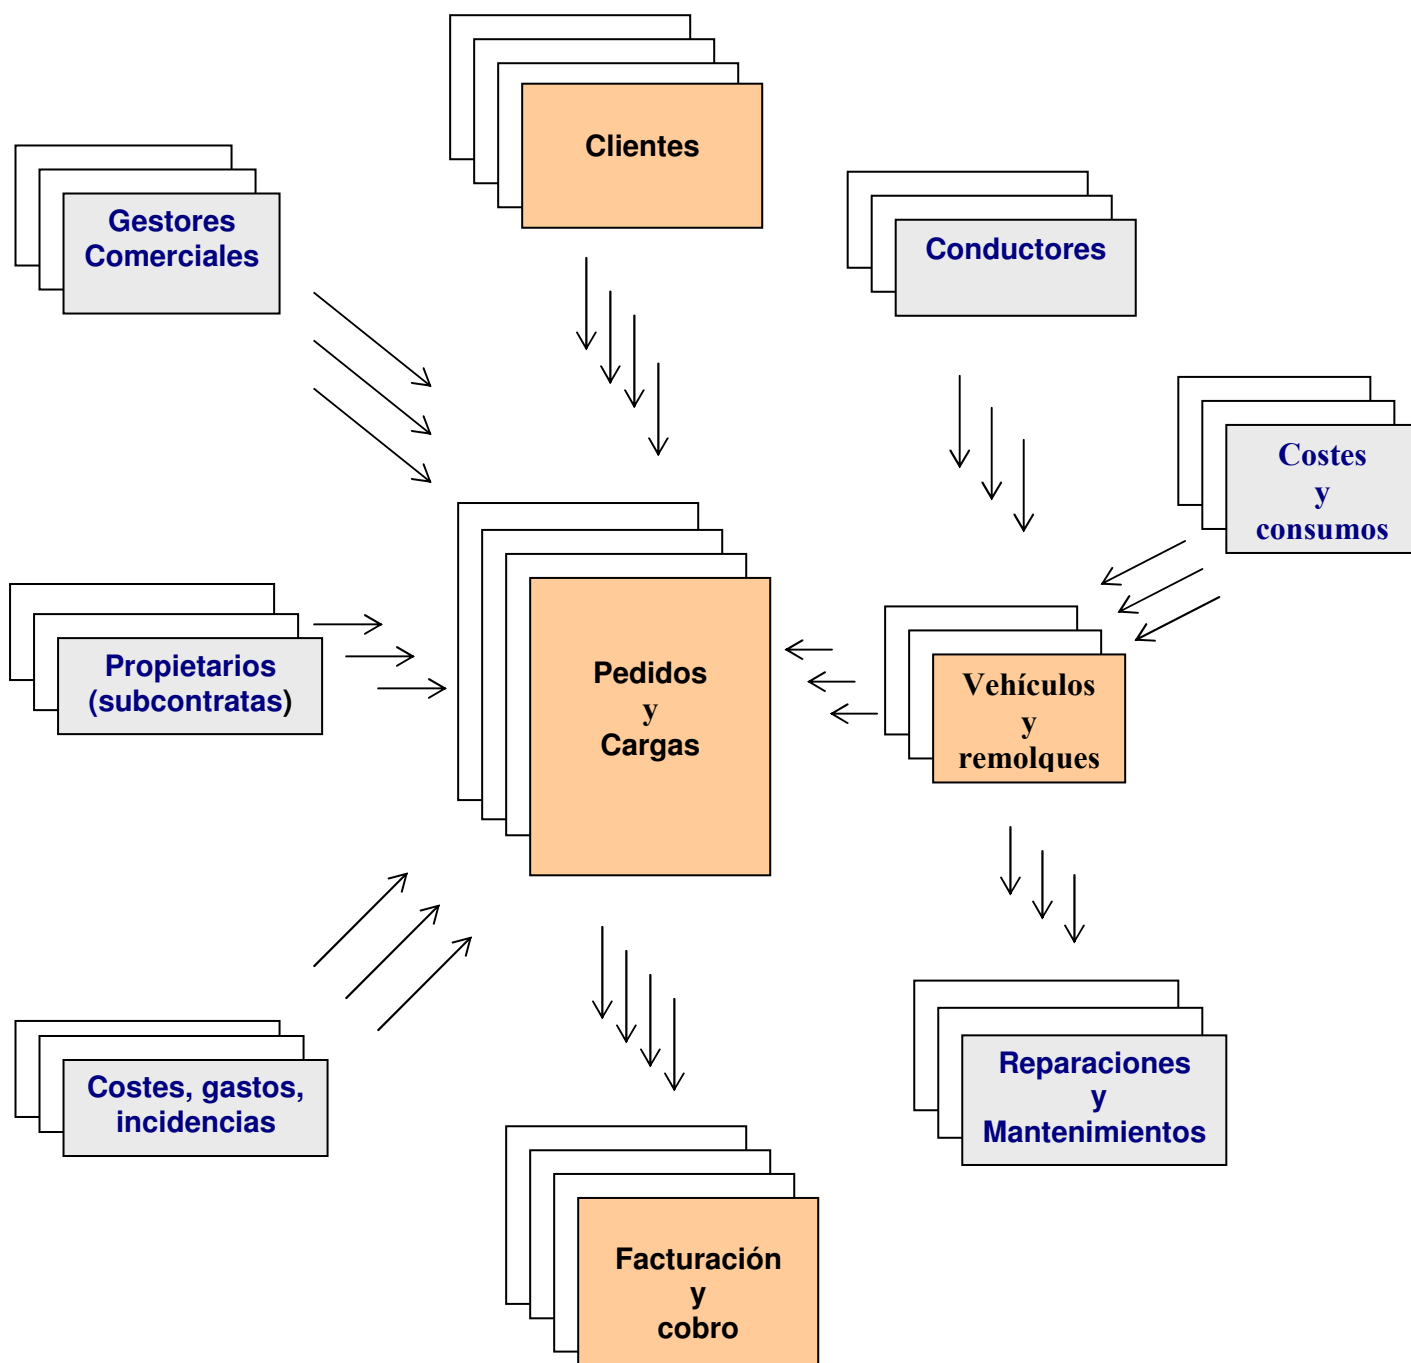 Clientes
Gestores
Comerciales
Conductores
Costes
y
consumos
Propietarios
(subcontratas)
Pedidos
y
Cargas
Vehículos
y
remolques
Costes, gastos,
incidencias
Reparaciones
y
Mantenimientos
Facturación
y
cobro